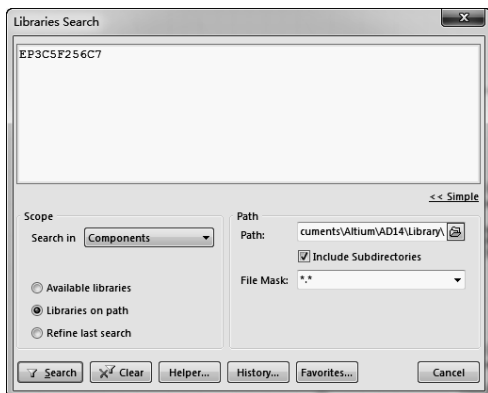 Libraries Search
EP3C5F256C7
<< Simple
Scope
Search in Components
Available libraries
Libraries on path
Refine last search
Path
Path: cuments\Altium\AD14\Library\
Include Subdirectories
File Mask: *.*
Search Clear Helper... History... Favorites... Cancel